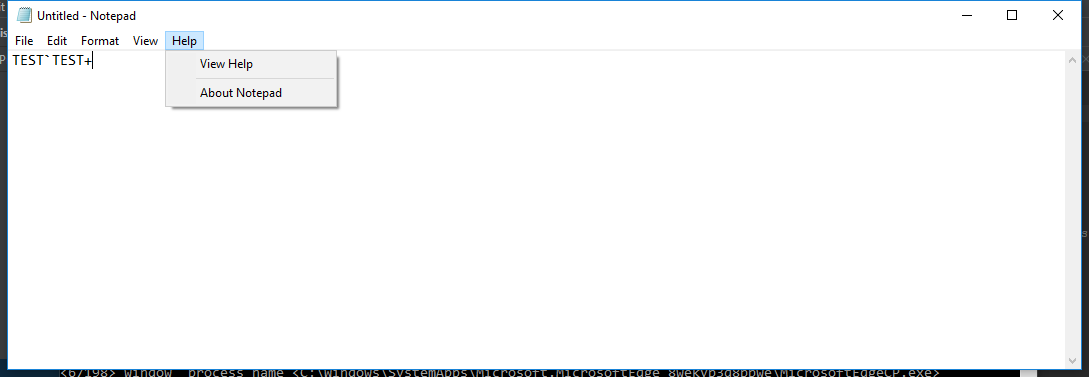 Untitled - Notepad
File Edit Format View Help
TEST`TEST+
View Help
About Notepad
<6/198> window process name <C:\Windows\SystemApps\Microsoft.MicrosoftEdge_8wekyb3d8bbwe\MicrosoftEdgeCP.exe>